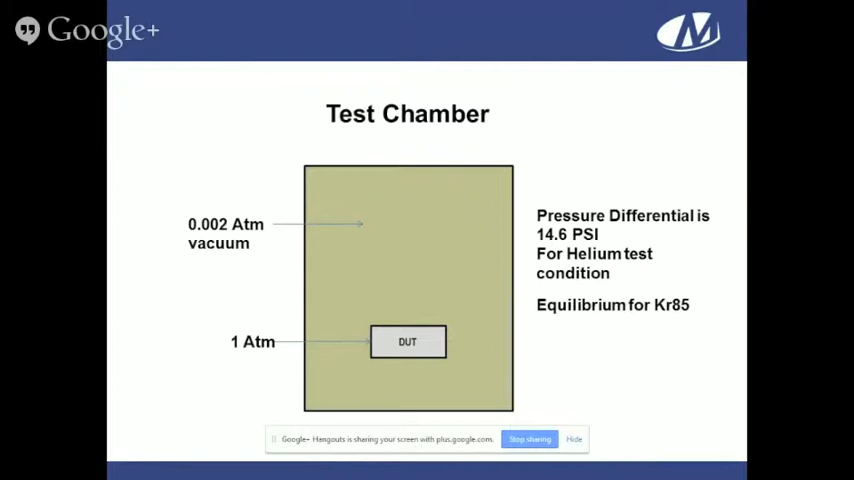 Google+
Test Chamber
0.002 Atm
vacuum
Pressure Differential is
14.6 PSI
For Helium test
condition
Equilibrium for Kr85
1 Atm
DUT
Google+ Hangouts is sharing your screen with plus.google.com.
Stop sharing
Hide